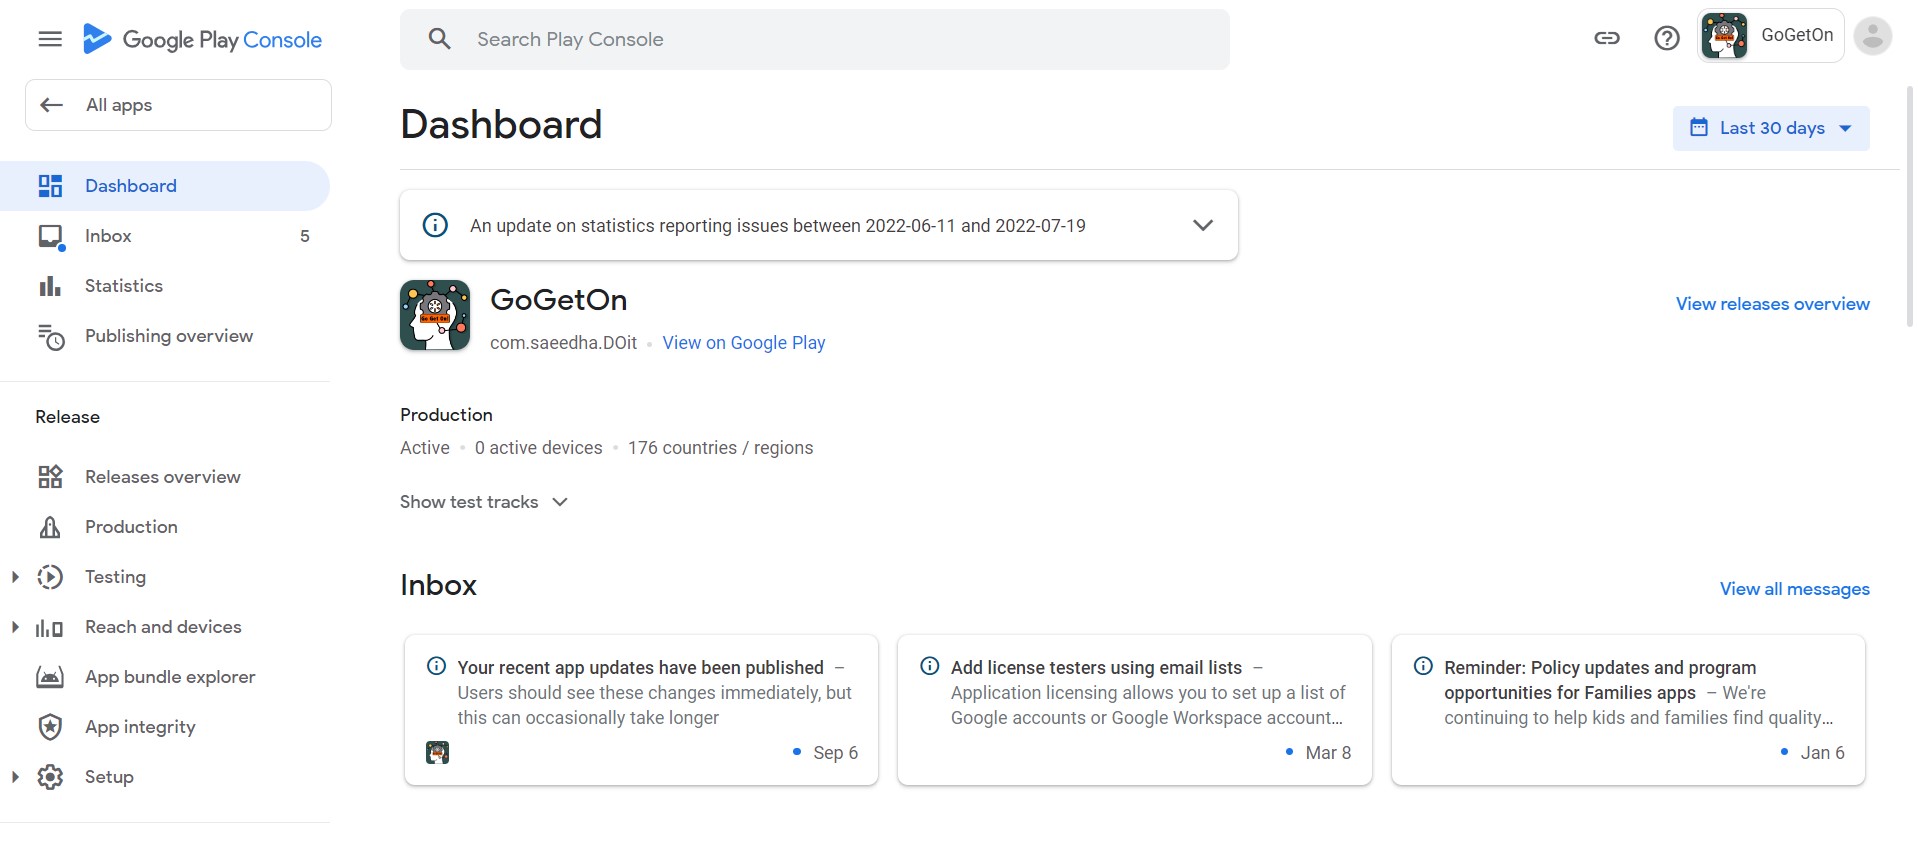 Google Play Console
Search Play Console
GoGetOn
All apps
Dashboard
Inbox 5
Statistics
Publishing overview
Release
Releases overview
Production
Testing
Reach and devices
App bundle explorer
App integrity
Setup
Dashboard
Last 30 days
An update on statistics reporting issues between 2022-06-11 and 2022-07-19
Go Get On!
GoGetOn
View releases overview
com.saeedha.DOit • View on Google Play
Production
Active • 0 active devices • 176 countries / regions
Show test tracks
Inbox
View all messages
Your recent app updates have been published –
Users should see these changes immediately, but
this can occasionally take longer
Sep 6
Add license testers using email lists –
Application licensing allows you to set up a list of
Google accounts or Google Workspace account...
Mar 8
Reminder: Policy updates and program
opportunities for Families apps – We're
continuing to help kids and families find quality...
Jan 6